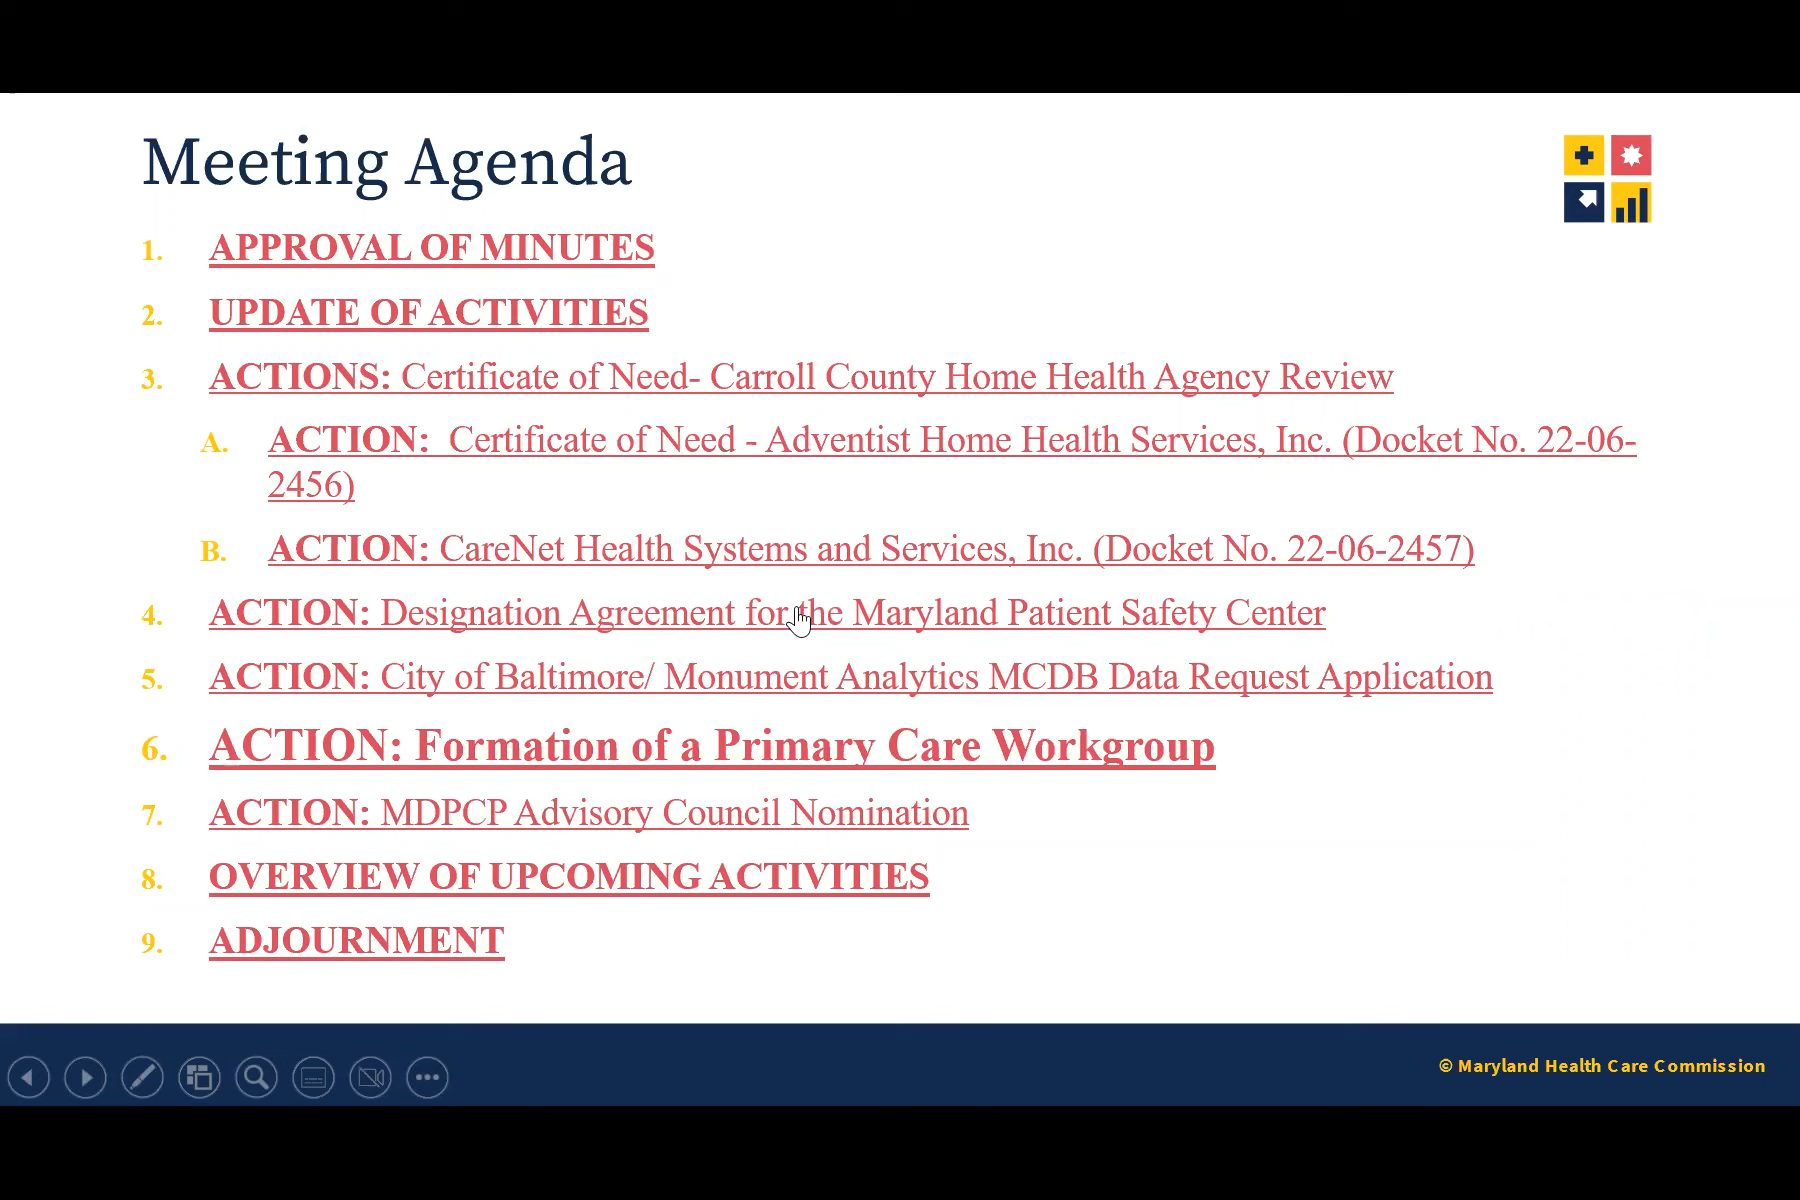 Meeting Agenda
1. APPROVAL OF MINUTES
2. UPDATE OF ACTIVITIES
3. ACTIONS: Certificate of Need- Carroll County Home Health Agency Review
A. ACTION: Certificate of Need - Adventist Home Health Services, Inc. (Docket No. 22-06-
2456)
B. ACTION: CareNet Health Systems and Services, Inc. (Docket No. 22-06-2457)
4. ACTION: Designation Agreement for the Maryland Patient Safety Center
5. ACTION: City of Baltimore/ Monument Analytics MCDB Data Request Application
6. ACTION: Formation of a Primary Care Workgroup
7. ACTION: MDPCP Advisory Council Nomination
8. OVERVIEW OF UPCOMING ACTIVITIES
9. ADJOURNMENT
© Maryland Health Care Commission